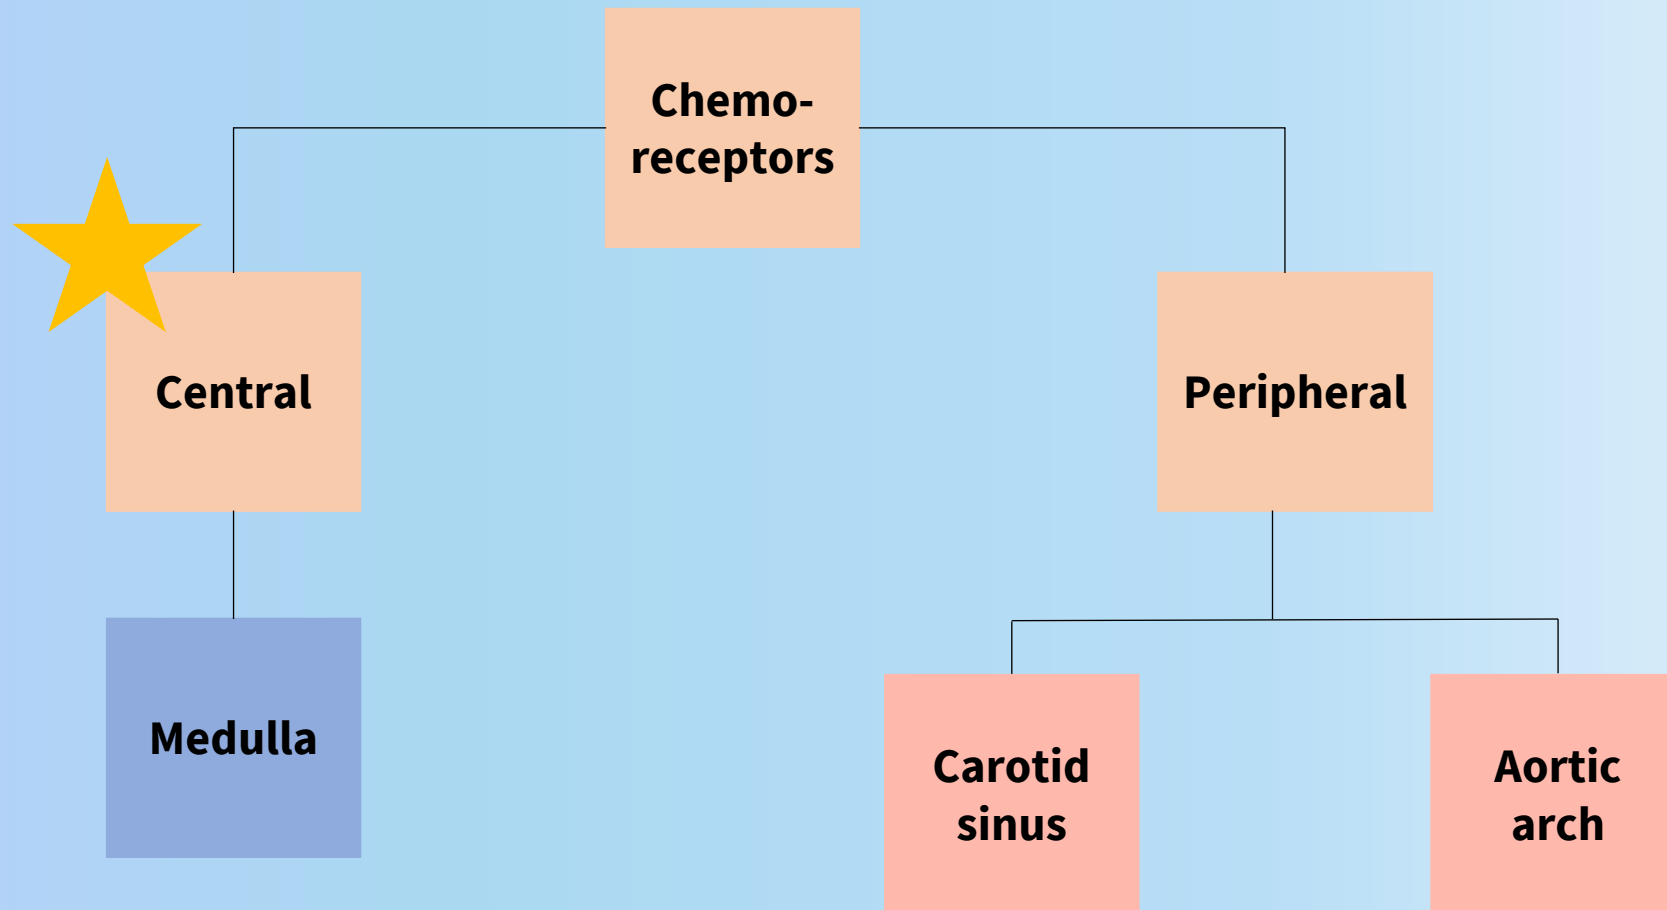 Chemo-
receptors
Central
Peripheral
Medulla
Carotid
sinus
Aortic
arch